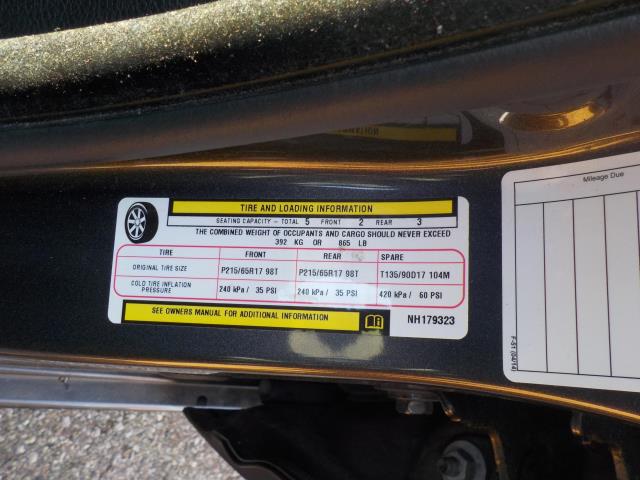 TIRE AND LOADING INFORMATION
SEATING CAPACITY - TOTAL 5 FRONT 2 REAR 3
THE COMBINED WEIGHT OF OCCUPANTS AND CARGO SHOULD NEVER EXCEED
392 KG OR 865 LB
TIRE FRONT REAR SPARE
ORIGINAL TIRE SIZE P215/65R17 98T P215/65R17 98T T135/90D17 104M
COLD TIRE INFLATION PRESSURE 240 kPa / 35 PSI 240 kPa / 35 PSI 420 kPa / 60 PSI
SEE OWNERS MANUAL FOR ADDITIONAL INFORMATION
NH179323
Mileage Due
F-51 (04/14)